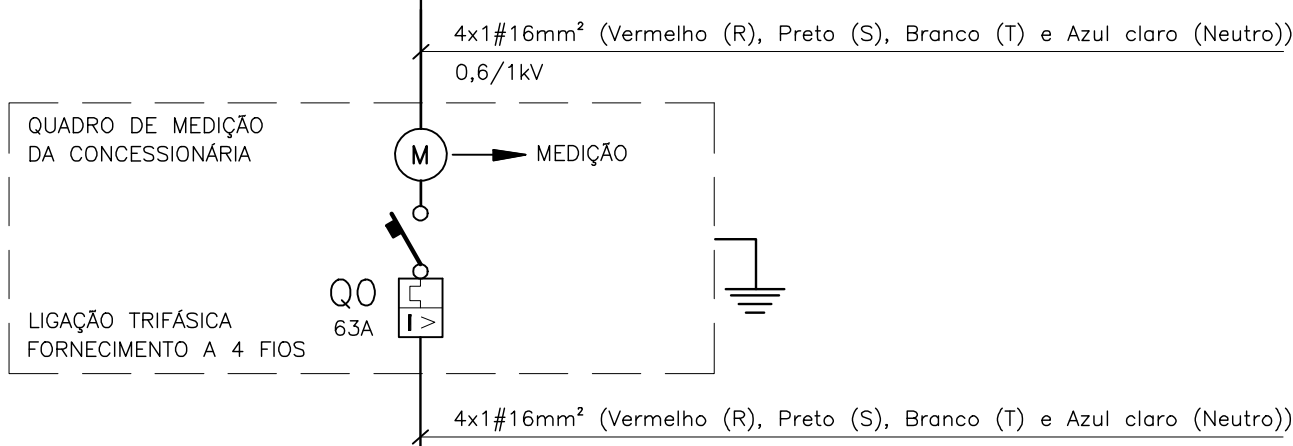 4x1#16mm² (Vermelho (R), Preto (S), Branco (T) e Azul claro (Neutro))
0,6/1kV
QUADRO DE MEDIÇÃO
DA CONCESSIONÁRIA
M
MEDIÇÃO
Q0
63A
I >
LIGAÇÃO TRIFÁSICA
FORNECIMENTO A 4 FIOS
4x1#16mm² (Vermelho (R), Preto (S), Branco (T) e Azul claro (Neutro))